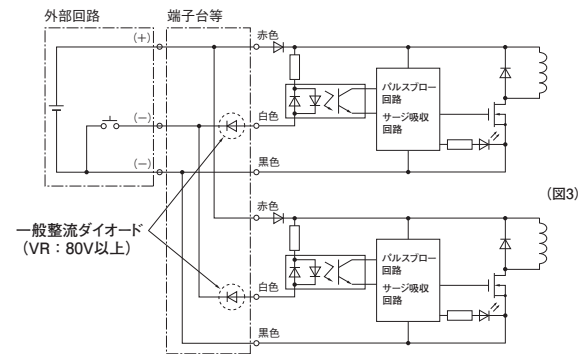 外部回路
端子台等
(+)
赤色
パルスブロー
回路
サージ吸収
回路
(−)
白色
(−)
黒色
(図3)
一般整流ダイオード
(VR:80V以上)
赤色
パルスブロー
回路
サージ吸収
回路
白色
黒色